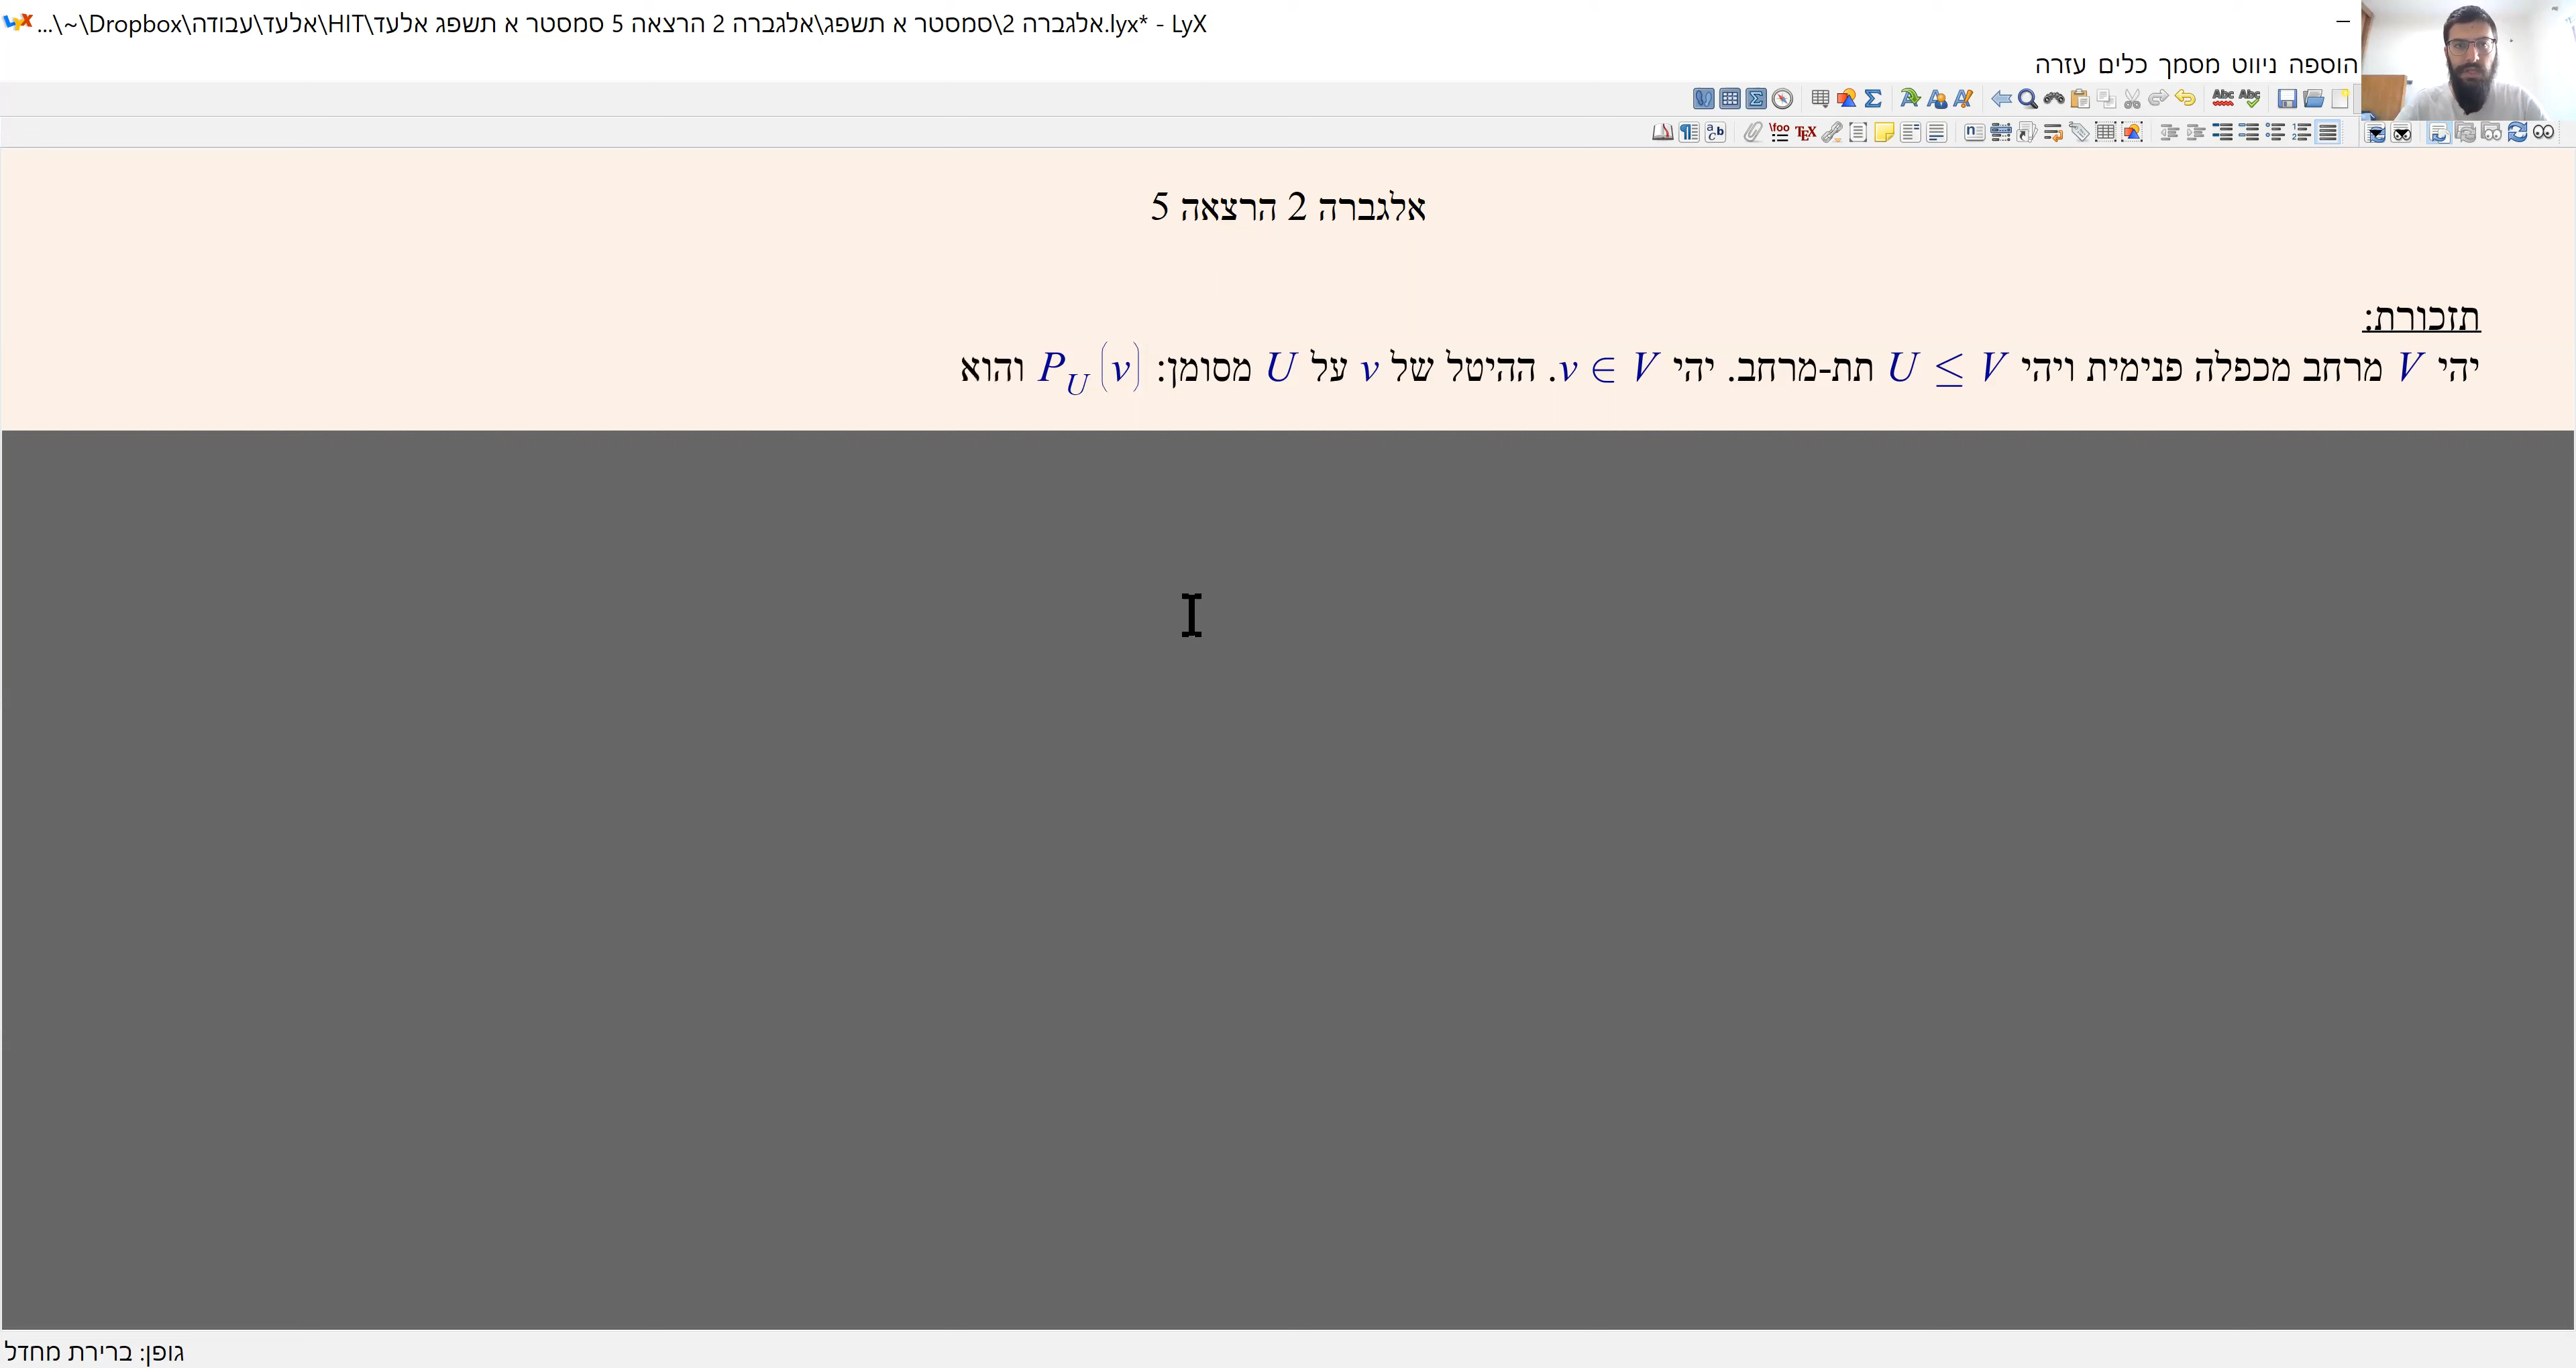 ...\~\Dropbox\עבודה\אלעד\HIT\אלגברה 2\סמסטר א תשפג\אלגברה 2 הרצאה 5 סמסטר א תשפג אלעד.lyx* - LyX
הוספה ניווט מסמך כלים עזרה
אלגברה 2 הרצאה 5
תזכורת:
יהי V מרחב מכפלה פנימית ויהי U ≤ V תת-מרחב. יהי v ∈ V. ההיטל של v על U מסומן: P_U(v) והוא
גופן: ברירת מחדל